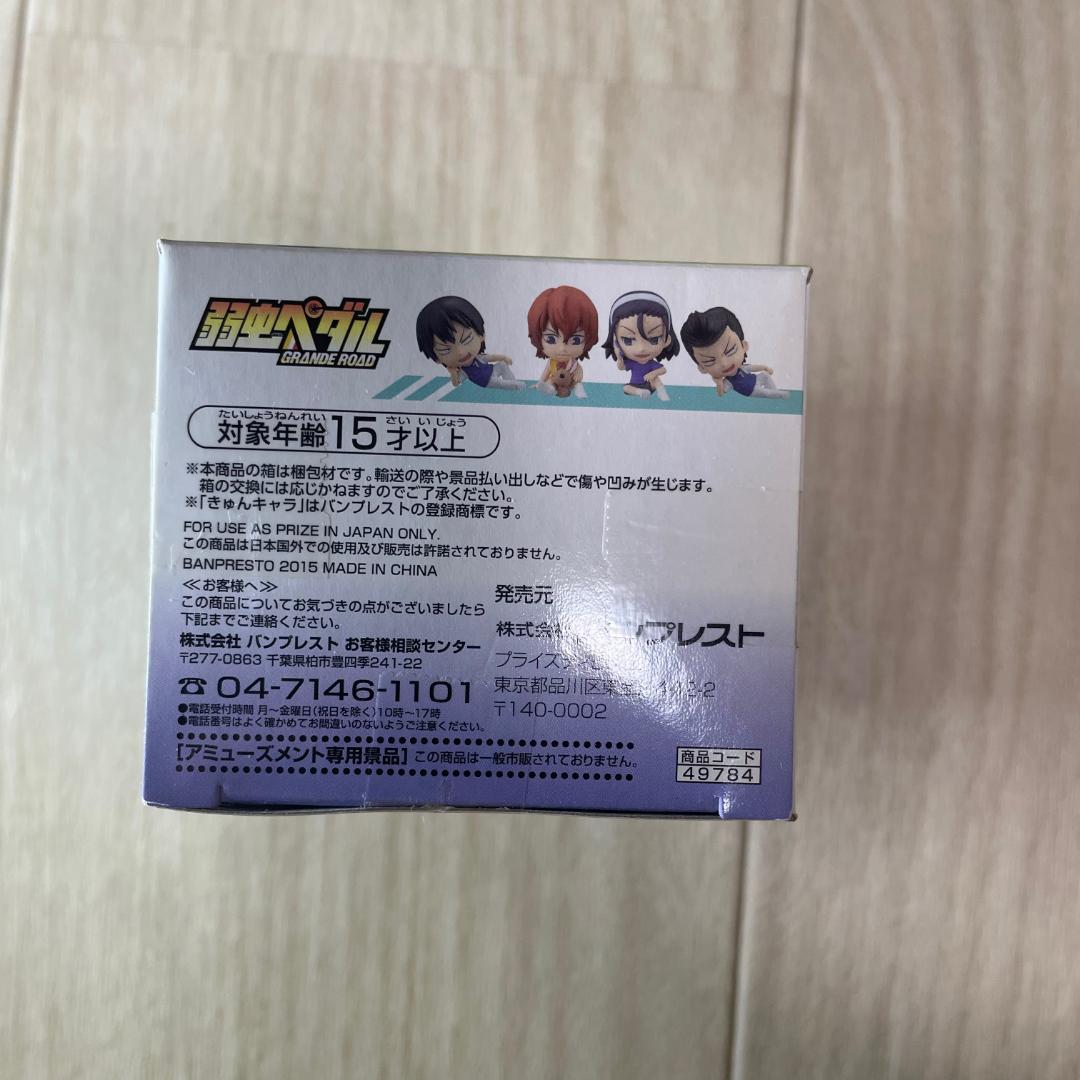 弱虫ペダル
GRANDE ROAD
たいしょうねんれい さい いじょう
対象年齢15才以上
※本商品の箱は梱包材です。輸送の際や景品払い出しなどで傷や凹みが生じます。
箱の交換には応じかねますのでご了承ください。
※「きゅんキャラ」はバンプレストの登録商標です。
FOR USE AS PRIZE IN JAPAN ONLY.
この商品は日本国外での使用及び販売は許諾されておりません。
BANPRESTO 2015 MADE IN CHINA
≪お客様へ≫
この商品についてお気づきの点がございましたら
下記までご連絡ください。
株式会社 バンプレスト お客様相談センター
〒277-0863 千葉県柏市豊四季241-22
☎ 04-7146-1101
●電話受付時間 月〜金曜日(祝日を除く)10時〜17時
●電話番号はよく確かめてお間違いのないようご注意ください。
発売元
株式会 プレスト
プライズ
東京都品川区東 2-2
〒140-0002
[アミューズメント専用景品] この商品は一般市販されておりません。
商品コード
49784